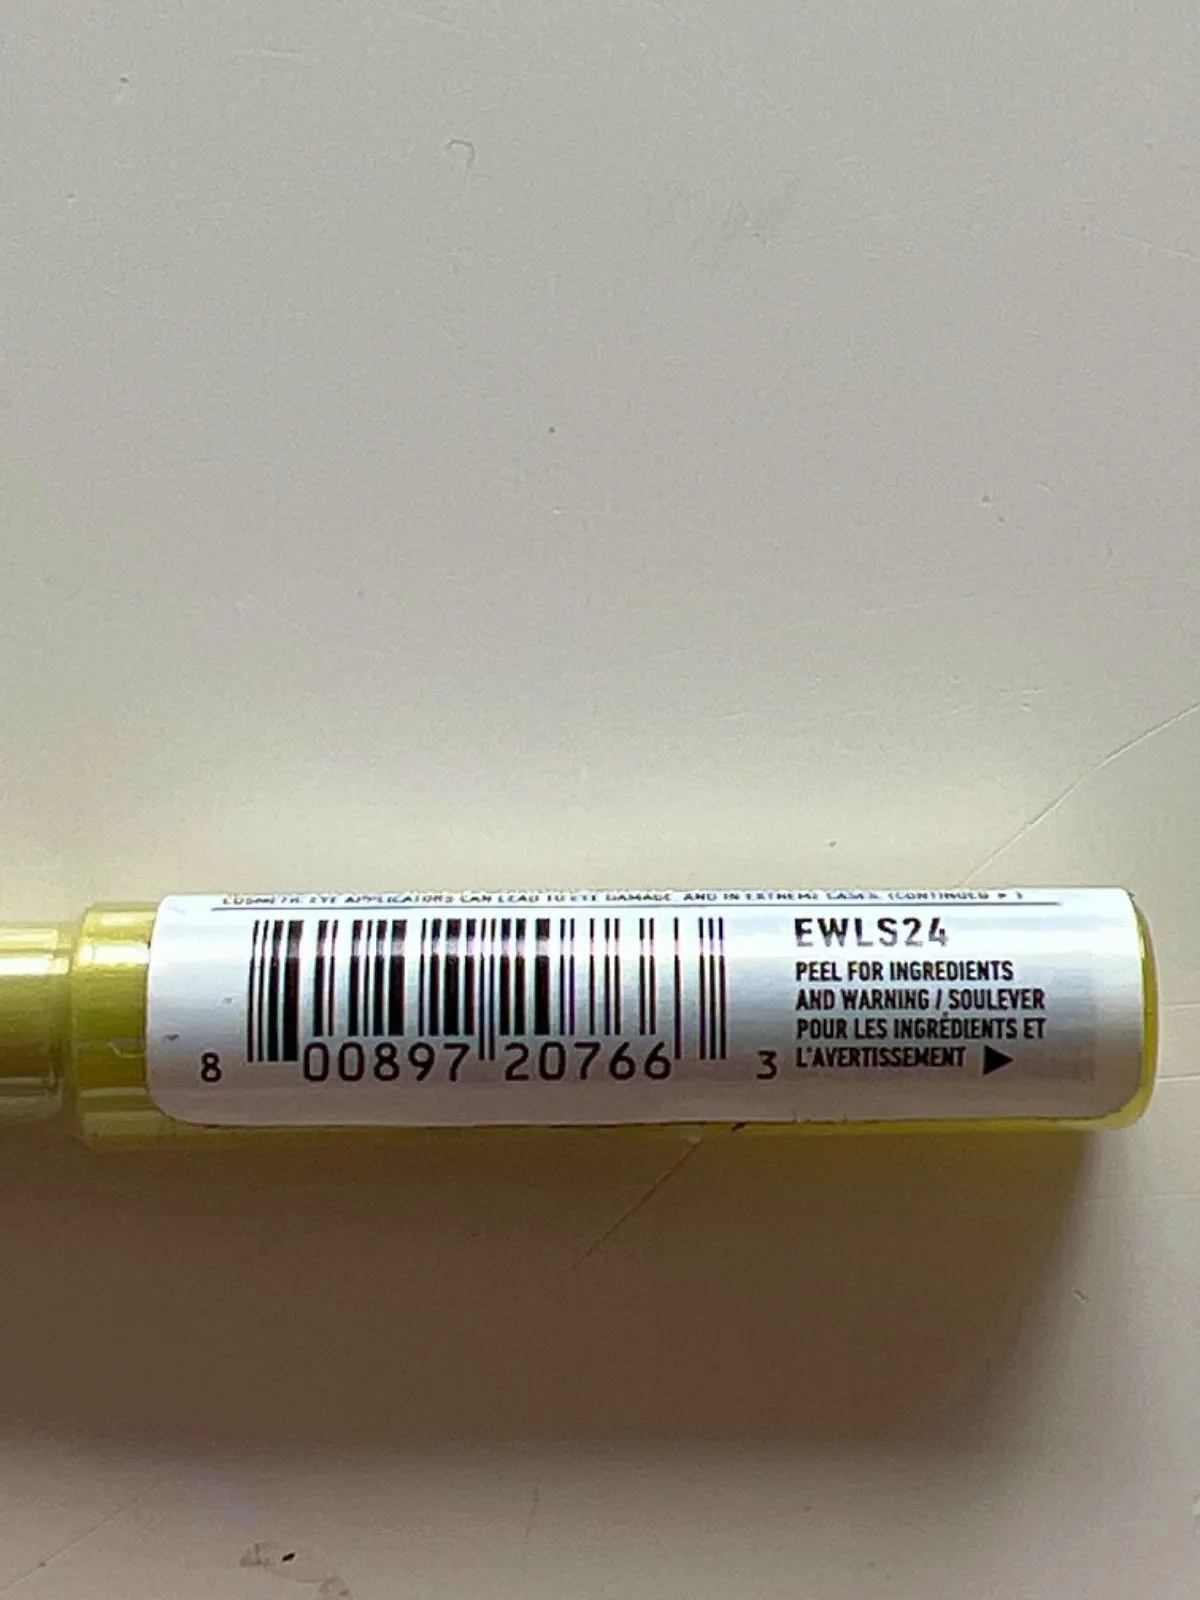 COSMETIC EYE APPLICATORS CAN LEAD TO EYE DAMAGE, AND IN EXTREME CASES, (CONTINUED
EWLS24
PEEL FOR INGREDIENTS
AND WARNING / SOULEVER
POUR LES INGRÉDIENTS ET
L'AVERTISSEMENT ▶
8 00897 20766 3